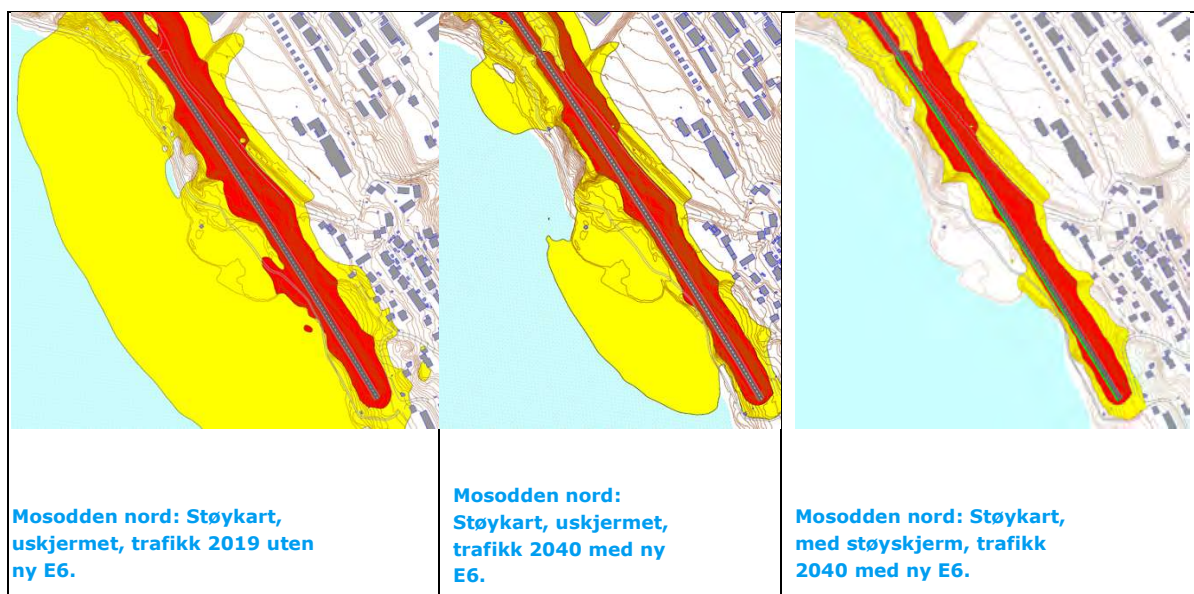 Mosodden nord: Støykart,
uskjermet, trafikk 2019 uten
ny E6.
Mosodden nord:
Støykart, uskjermet,
trafikk 2040 med ny
E6.
Mosodden nord: Støykart,
med støyskjerm, trafikk
2040 med ny E6.